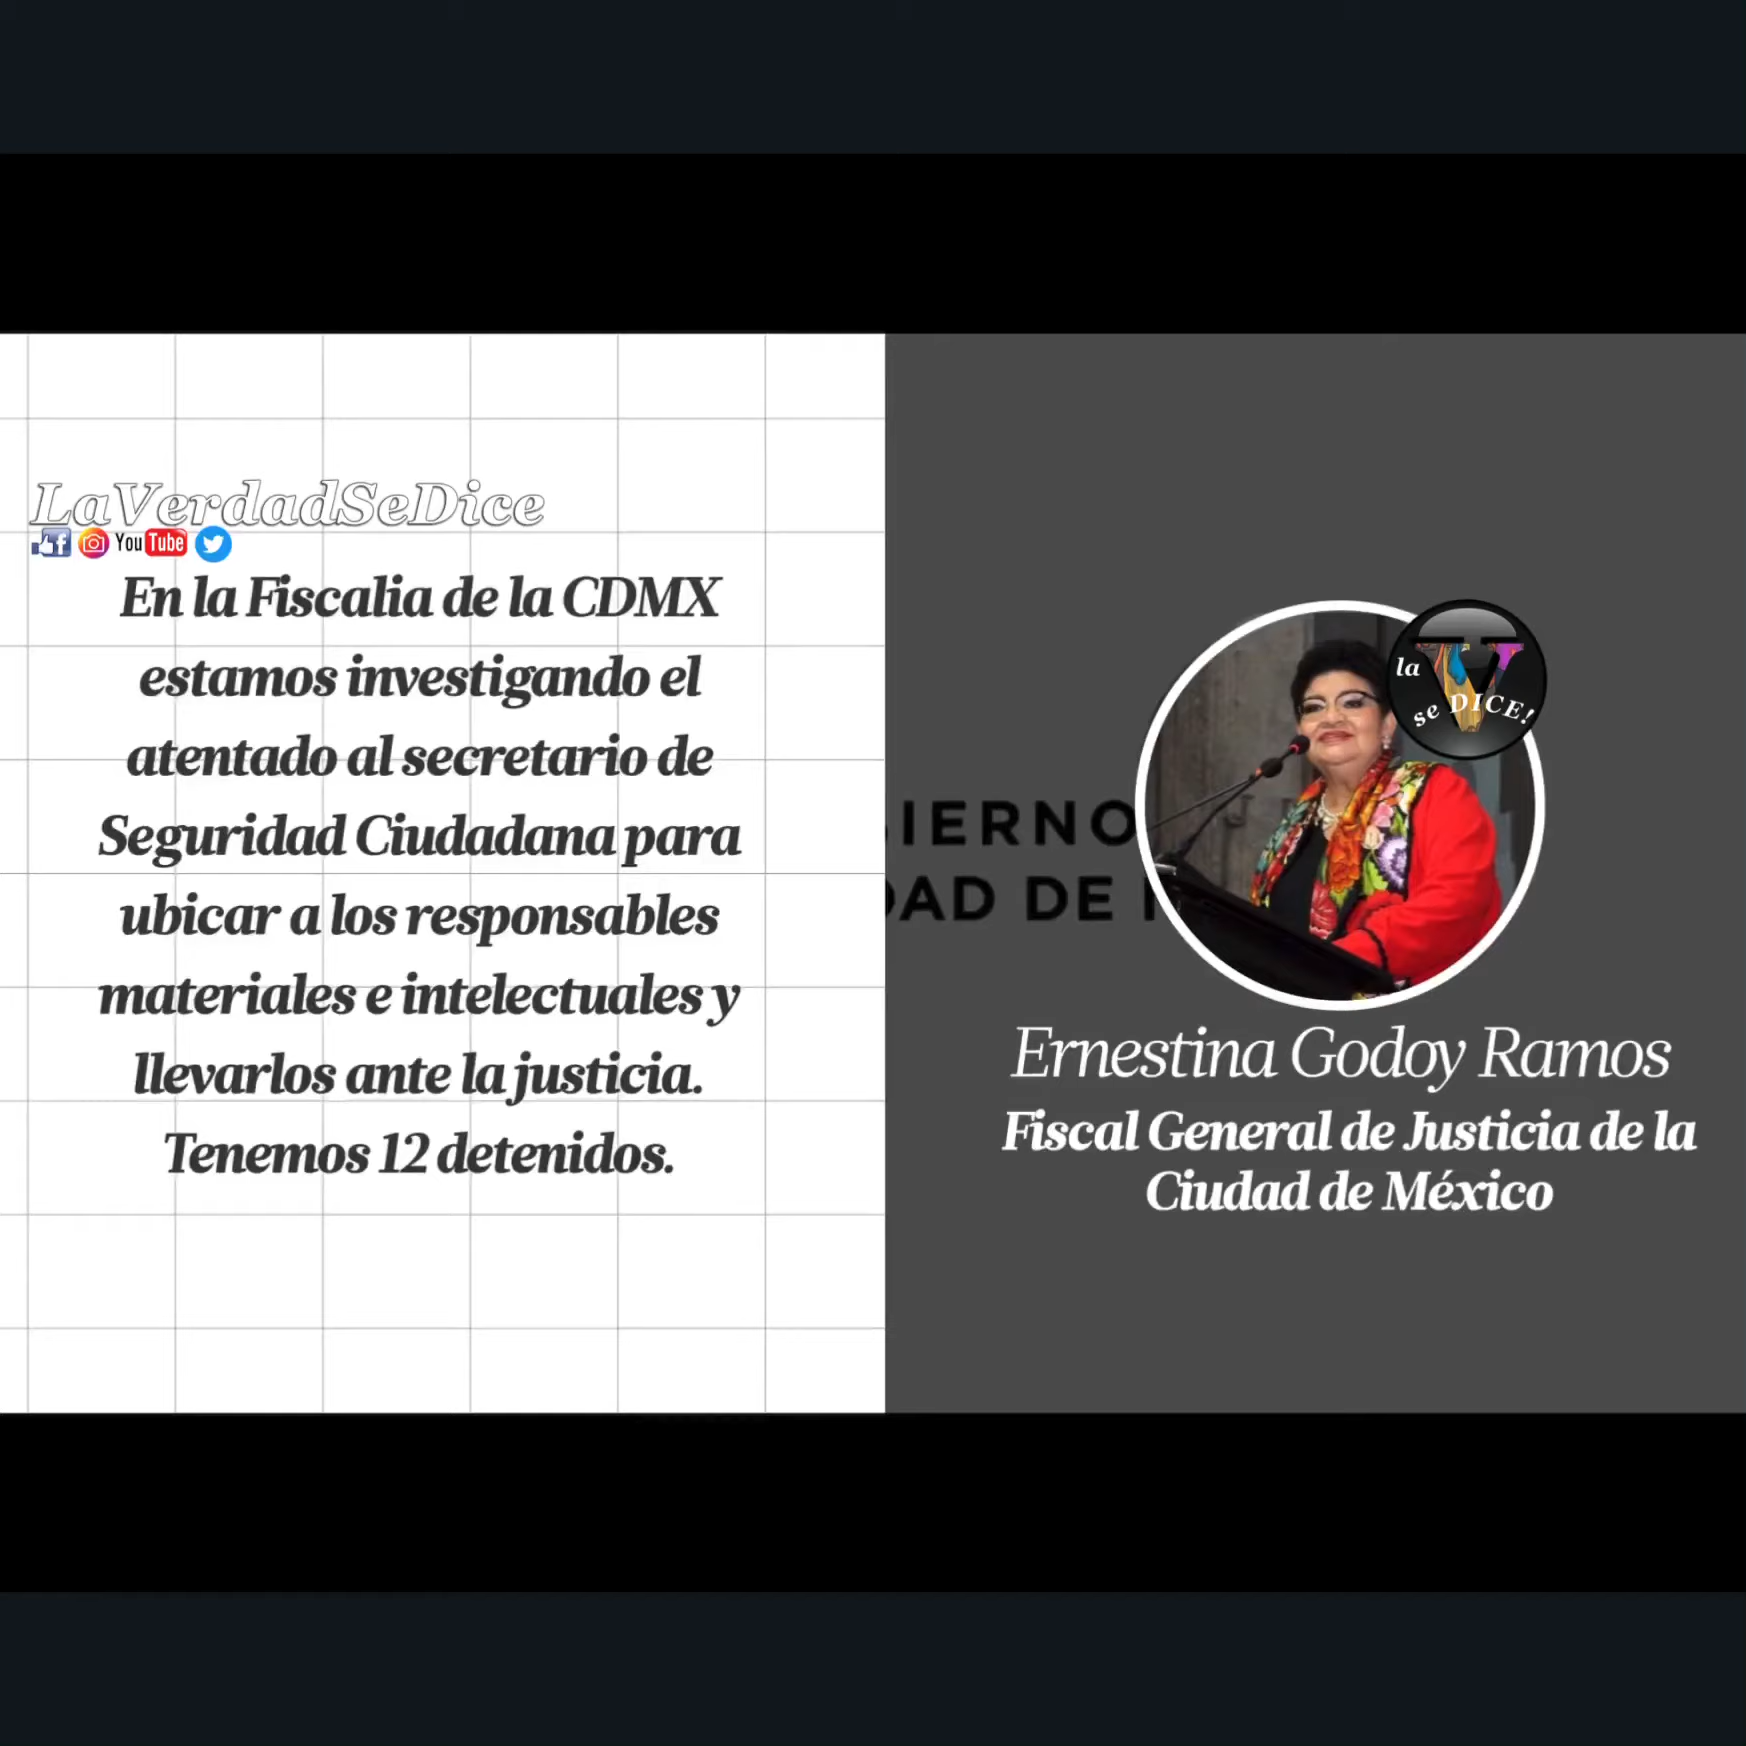 LaVerdadSeDice
You Tube
En la Fiscalia de la CDMX
estamos investigando el
atentado al secretario de
Seguridad Ciudadana para
ubicar a los responsables
materiales e intelectuales y
llevarlos ante la justicia.
Tenemos 12 detenidos.
la V
se DICE!
IERNO
DAD DE
Ernestina Godoy Ramos
Fiscal General de Justicia de la
Ciudad de México